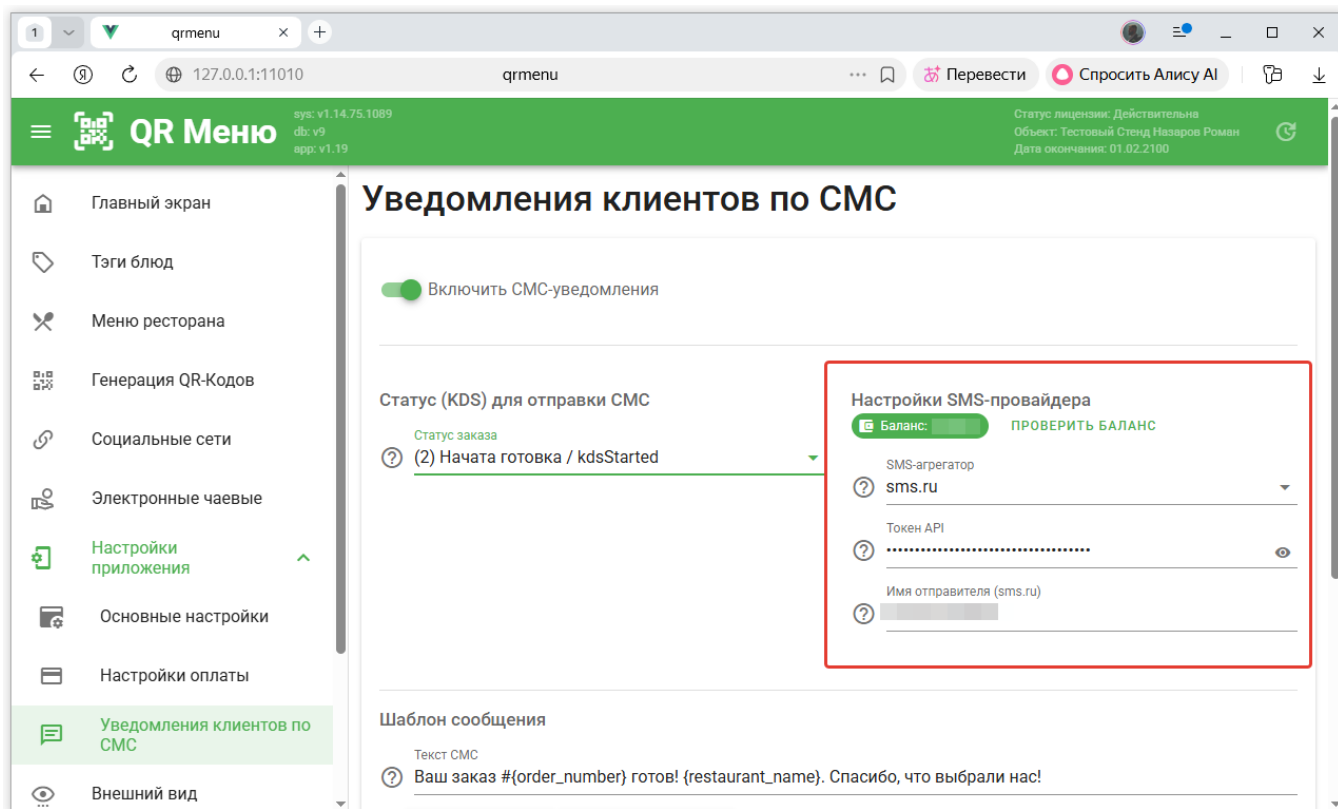 1
qrmenu
127.0.0.1:11010
qrmenu
Перевести
Спросить Алису AI
QR Меню
sys: v1.14.75.1089
db: v9
app: v1.19
Статус лицензии: Действительна
Объект: Тестовый Стенд Назаров Роман
Дата окончания: 01.02.2100
Главный экран
Тэги блюд
Меню ресторана
Генерация QR-Кодов
Социальные сети
Электронные чаевые
Настройки
приложения
Основные настройки
Настройки оплаты
Уведомления клиентов по
СМС
Внешний вид
Уведомления клиентов по СМС
Включить СМС-уведомления
Статус (KDS) для отправки СМС
Статус заказа
(2) Начата готовка / kdsStarted
Настройки SMS-провайдера
Баланс:
ПРОВЕРИТЬ БАЛАНС
SMS-агрегатор
sms.ru
Токен API
••••••••••••••••••••••••••••••••••••
Имя отправителя (sms.ru)
Шаблон сообщения
Текст СМС
Ваш заказ #{order_number} готов! {restaurant_name}. Спасибо, что выбрали нас!